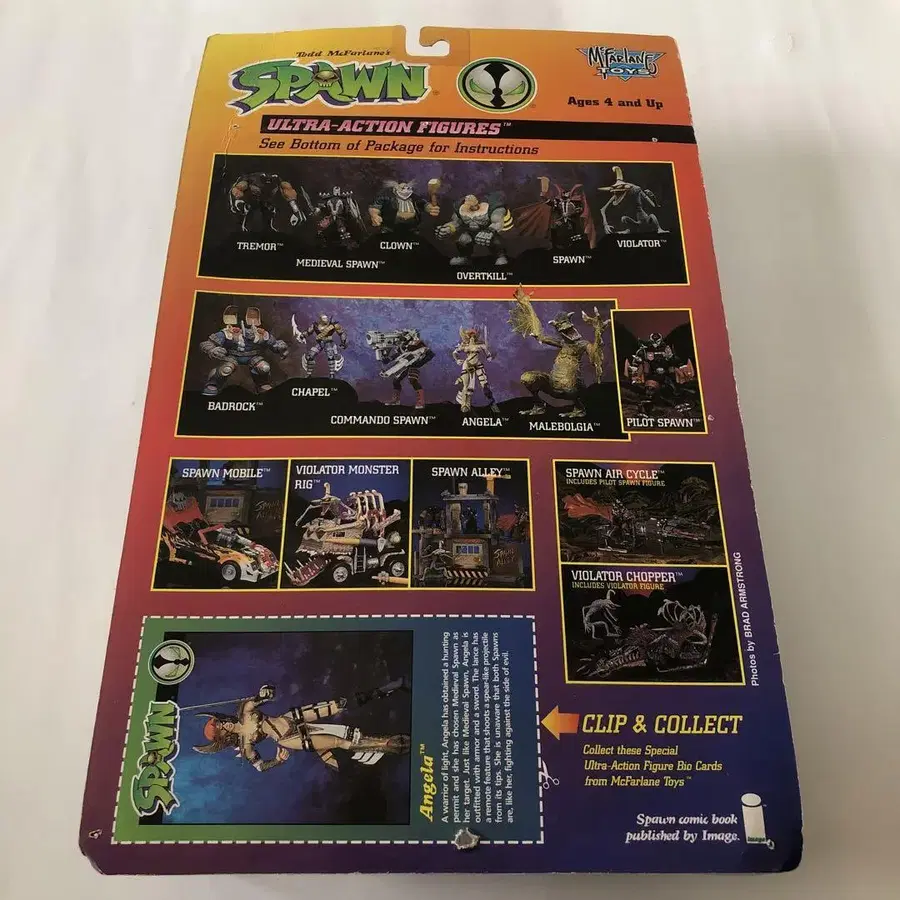 Todd McFarlane's
SPAWN
McFARLANE
TOYS
Ages 4 and Up
ULTRA-ACTION FIGURES™
See Bottom of Package for Instructions
TREMOR™
MEDIEVAL SPAWN™
CLOWN™
OVERTKILL™
SPAWN™
VIOLATOR™
BADROCK™
CHAPEL™
COMMANDO SPAWN™
ANGELA™
MALEBOLGIA™
PILOT SPAWN™
SPAWN MOBILE™
VIOLATOR MONSTER
RIG™
SPAWN ALLEY™
SPAWN AIR CYCLE™
INCLUDES PILOT SPAWN FIGURE
VIOLATOR CHOPPER™
INCLUDES VIOLATOR FIGURE
Photos by BRAD ARMSTRONG
SPAWN
Angela™
A warrior of light, Angela has obtained a hunting
permit and she has chosen Medieval Spawn as
her target. Just like Medieval Spawn, Angela is
outfitted with armor and a sword. The lance has
a remote feature that shoots a spear-like projectile
from its tips. She is unaware that both Spawns
are, like her, fighting against the side of evil.
CLIP & COLLECT
Collect these Special
Ultra-Action Figure Bio Cards
from McFarlane Toys™
Spawn comic book
published by Image.
image